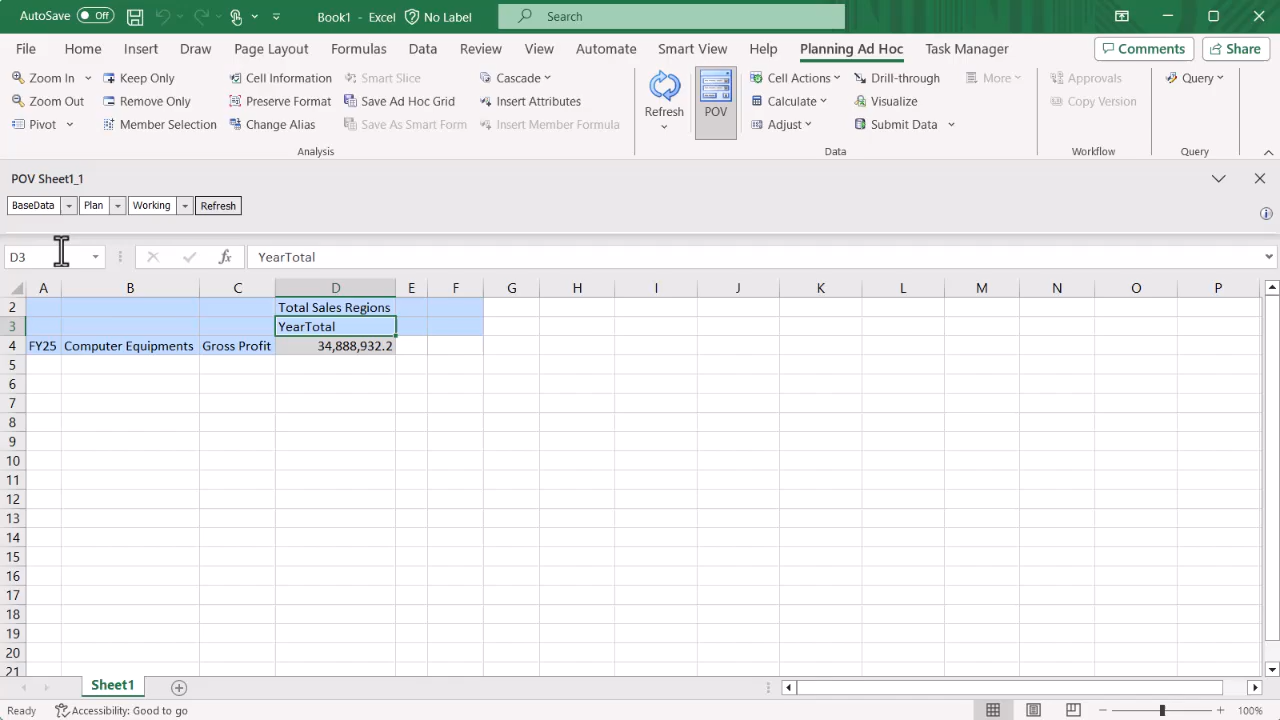 AutoSave Off Book1 - Excel No Label Search
File Home Insert Draw Page Layout Formulas Data Review View Automate Smart View Help Planning Ad Hoc Task Manager Comments Share
Zoom In Keep Only Cell Information Smart Slice Cascade Cell Actions Drill-through More Approvals Query
Zoom Out Remove Only Preserve Format Save Ad Hoc Grid Insert Attributes Refresh POV Calculate Visualize Copy Version
Pivot Member Selection Change Alias Save As Smart Form Insert Member Formula Adjust Submit Data
Analysis Data Workflow Query
POV Sheet1_1
BaseData Plan Working Refresh
D3 fx YearTotal
A B C D E F G H I J K L M N O P
2 Total Sales Regions
3 YearTotal
4 FY25 Computer Equipments Gross Profit 34,888,932.2
5
6
7
8
9
10
11
12
13
14
15
16
17
18
19
20
21
Sheet1
Ready Accessibility: Good to go 100%